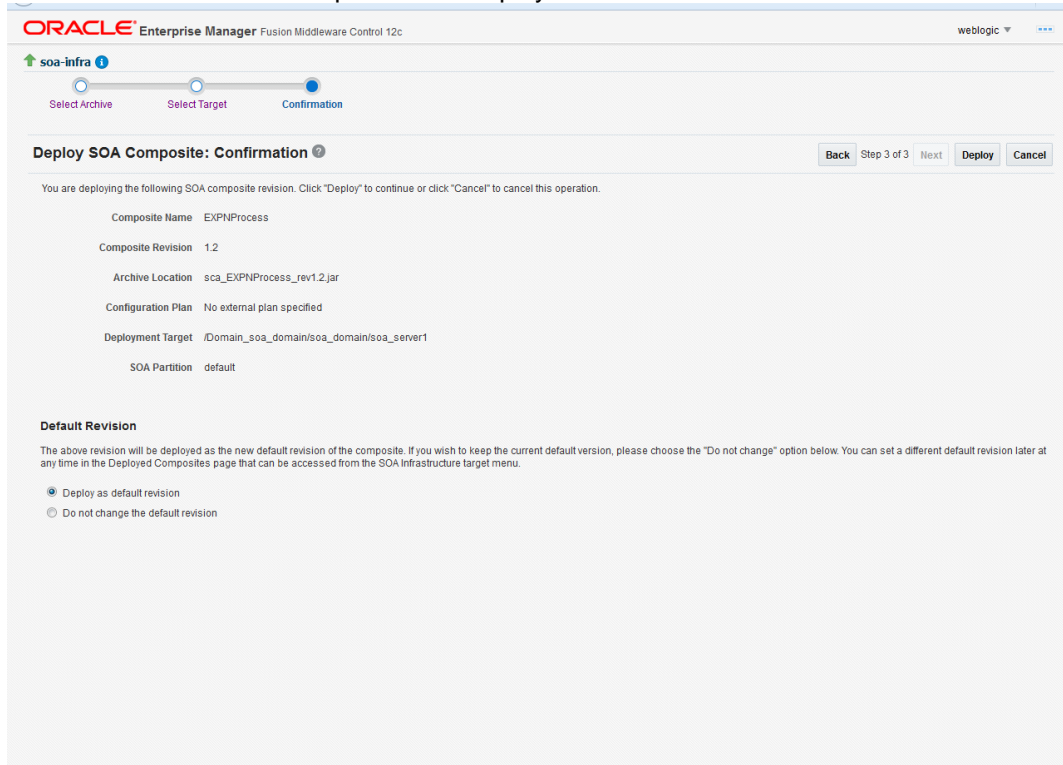 ORACLE Enterprise Manager Fusion Middleware Control 12c
weblogic
soa-infra
Select Archive Select Target Confirmation
Deploy SOA Composite: Confirmation
Back Step 3 of 3 Next Deploy Cancel
You are deploying the following SOA composite revision. Click "Deploy" to continue or click "Cancel" to cancel this operation.
Composite Name EXPNProcess
Composite Revision 1.2
Archive Location sca_EXPNProcess_rev1.2.jar
Configuration Plan No external plan specified
Deployment Target /Domain_soa_domain/soa_domain/soa_server1
SOA Partition default
Default Revision
The above revision will be deployed as the new default revision of the composite. If you wish to keep the current default version, please choose the "Do not change" option below. You can set a different default revision later at
any time in the Deployed Composites page that can be accessed from the SOA Infrastructure target menu.
Deploy as default revision
Do not change the default revision